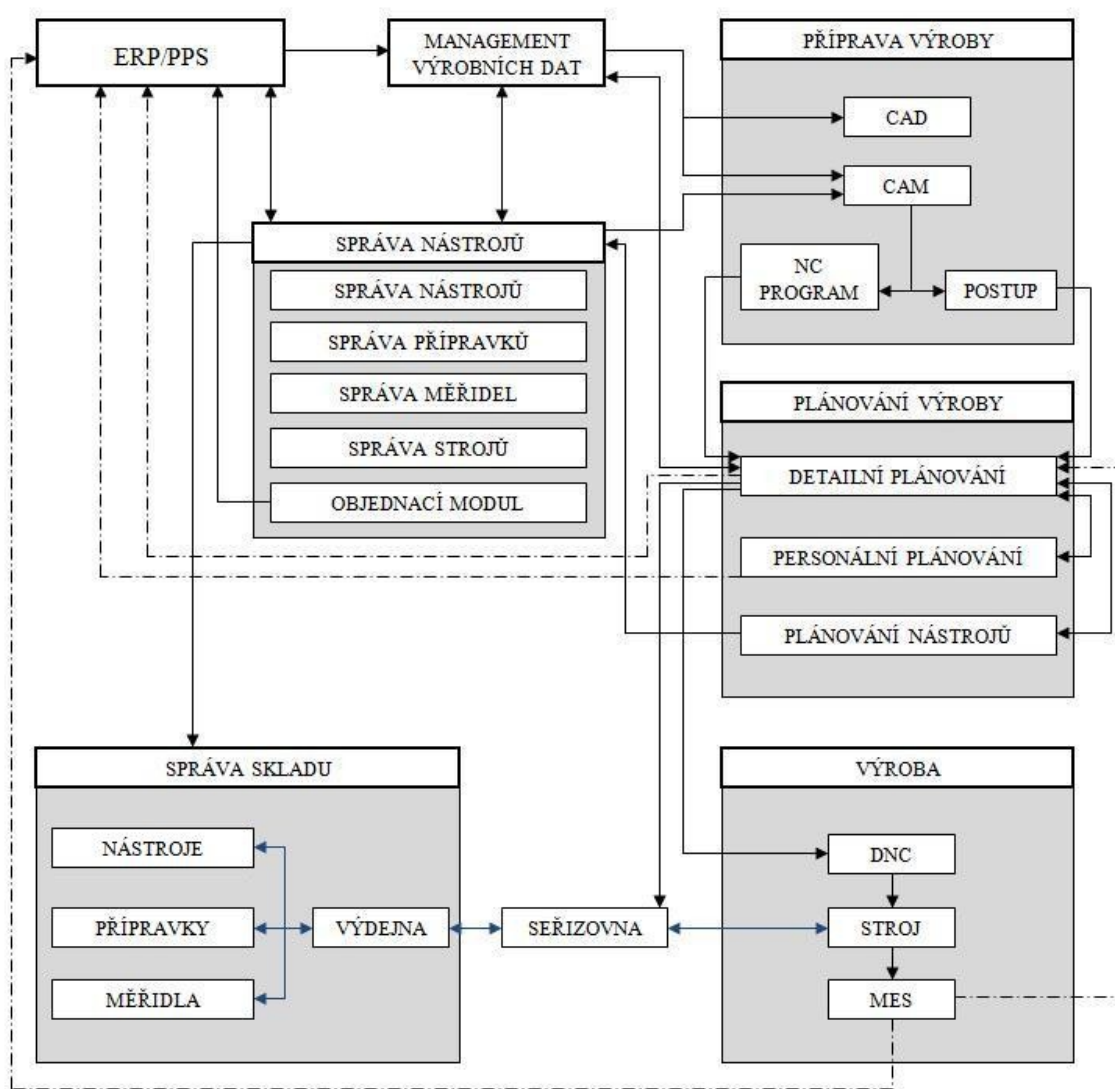 ERP/PPS
MANAGEMENT
VÝROBNÍCH DAT
PŘÍPRAVA VÝROBY
CAD
CAM
NC
PROGRAM
POSTUP
SPRÁVA NÁSTROJŮ
SPRÁVA NÁSTROJŮ
SPRÁVA PŘÍPRAVKŮ
SPRÁVA MĚŘIDEL
SPRÁVA STROJŮ
OBJEDNACÍ MODUL
PLÁNOVÁNÍ VÝROBY
DETAILNÍ PLÁNOVÁNÍ
PERSONÁLNÍ PLÁNOVÁNÍ
PLÁNOVÁNÍ NÁSTROJŮ
SPRÁVA SKLADU
NÁSTROJE
PŘÍPRAVKY
MĚŘIDLA
VÝDEJNA
SEŘIZOVNA
VÝROBA
DNC
STROJ
MES